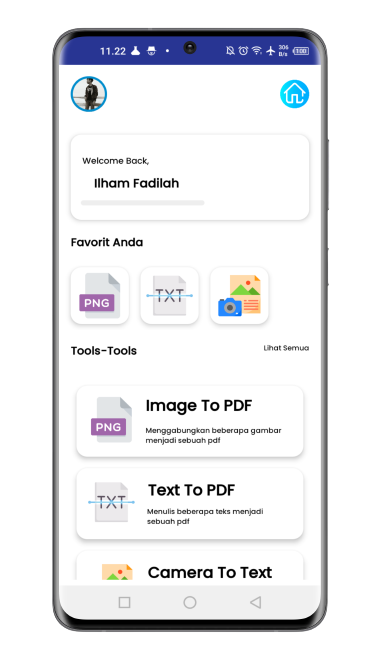 11.22
306
B/s
100
Welcome Back,
Ilham Fadilah
Favorit Anda
PNG
TXT
Tools-Tools
Lihat Semua
PNG
Image To PDF
Menggabungkan beberapa gambar
menjadi sebuah pdf
TXT
Text To PDF
Menulis beberapa teks menjadi
sebuah pdf
Camera To Text